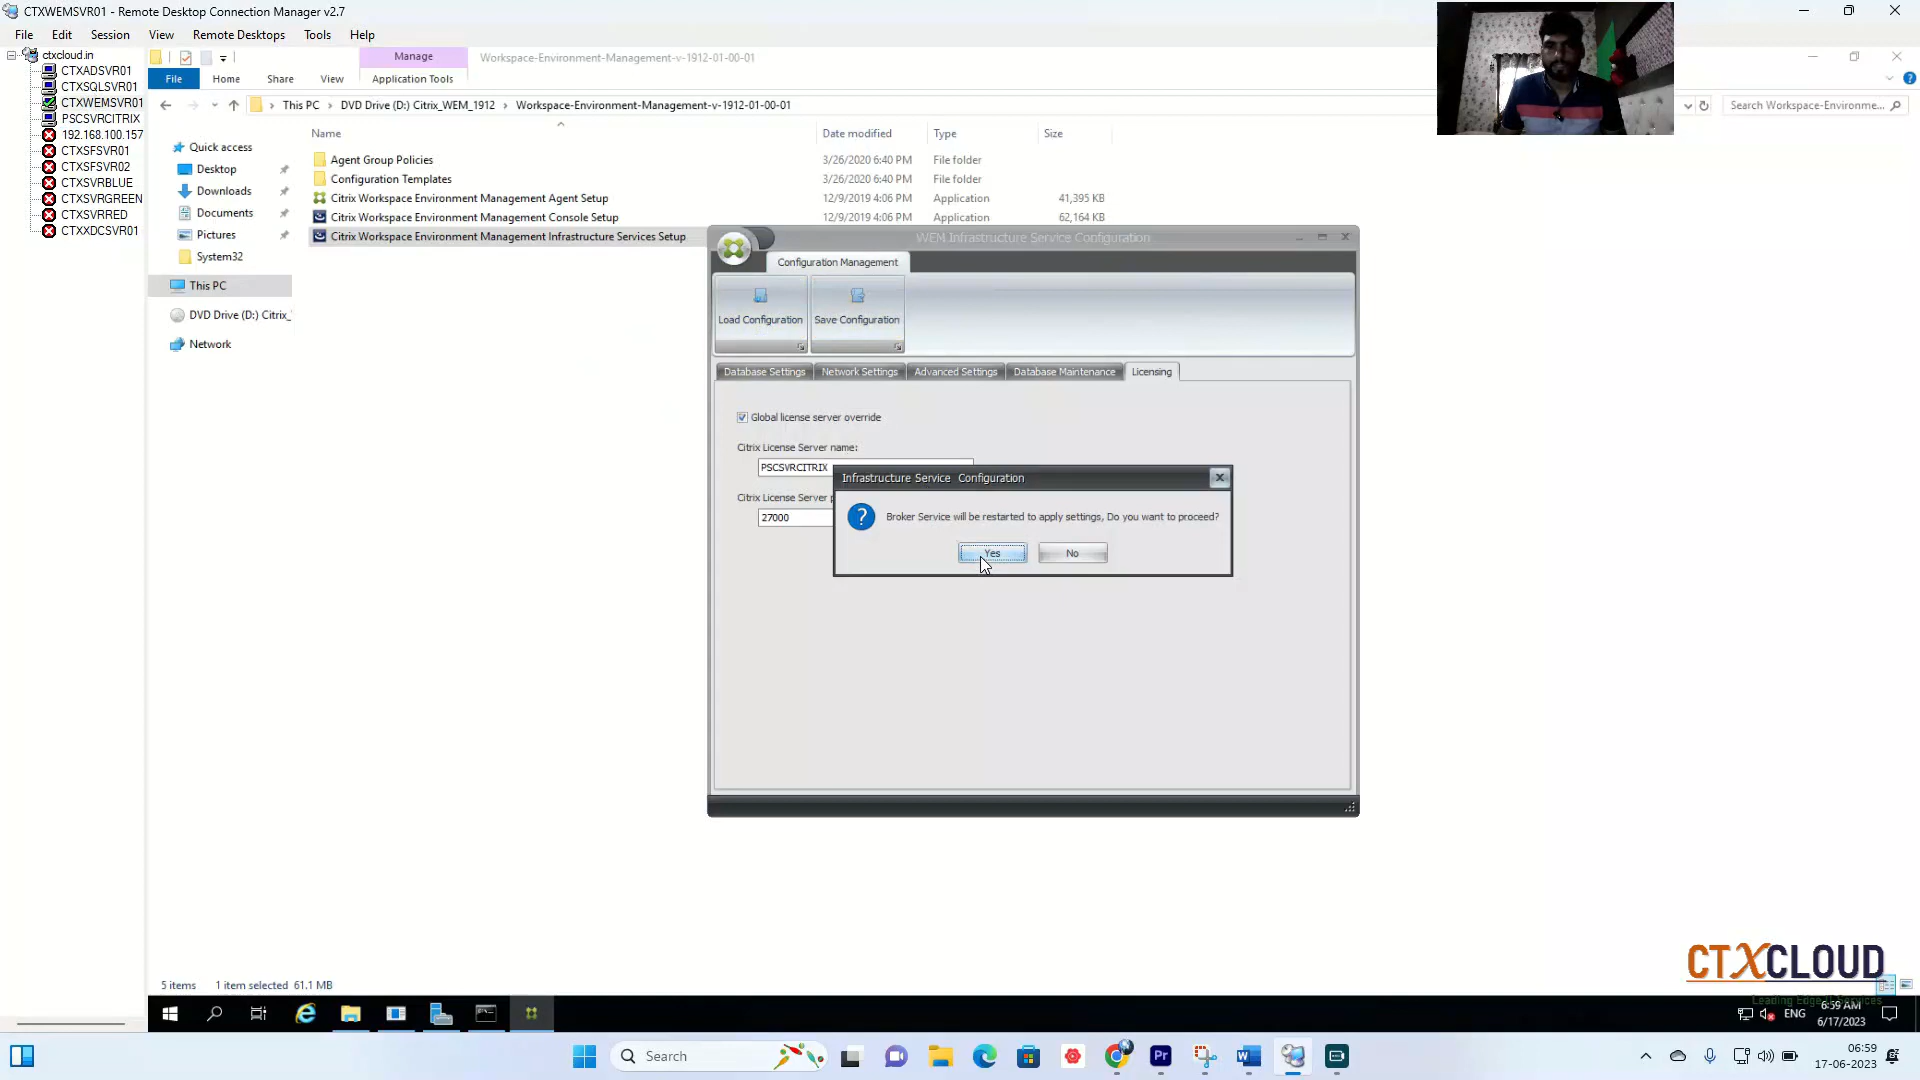 CTXWEMSVR01 - Remote Desktop Connection Manager v2.7
File Edit Session View Remote Desktops Tools Help
ctxcloud.in
CTXADSVR01
CTXSQLSVR01
CTXWEMSVR01
PSCSVRCITRIX
192.168.100.157
CTXSFSVR01
CTXSFSVR02
CTXSVRBLUE
CTXSVRGREEN
CTXSVRRED
CTXXDCSVR01
Manage
Workspace-Environment-Management-v-1912-01-00-01
File Home Share View Application Tools
This PC > DVD Drive (D:) Citrix_WEM_1912 > Workspace-Environment-Management-v-1912-01-00-01
Search Workspace-Environme...
Quick access
Desktop
Downloads
Documents
Pictures
System32
This PC
DVD Drive (D:) Citrix_
Network
Name Date modified Type Size
Agent Group Policies 3/26/2020 6:40 PM File folder
Configuration Templates 3/26/2020 6:40 PM File folder
Citrix Workspace Environment Management Agent Setup 12/9/2019 4:06 PM Application 41,395 KB
Citrix Workspace Environment Management Console Setup 12/9/2019 4:06 PM Application 62,164 KB
Citrix Workspace Environment Management Infrastructure Services Setup
WEM Infrastructure Service Configuration
Configuration Management
Load Configuration Save Configuration
Database Settings Network Settings Advanced Settings Database Maintenance Licensing
Global license server override
Citrix License Server name:
PSCSVRCITRIX
Citrix License Server
27000
Infrastructure Service Configuration
Broker Service will be restarted to apply settings, Do you want to proceed?
Yes No
5 items 1 item selected 61.1 MB
CTXCLOUD
Leading Edge IT Services
ENG
6:59 AM
6/17/2023
Search
06:59
17-06-2023